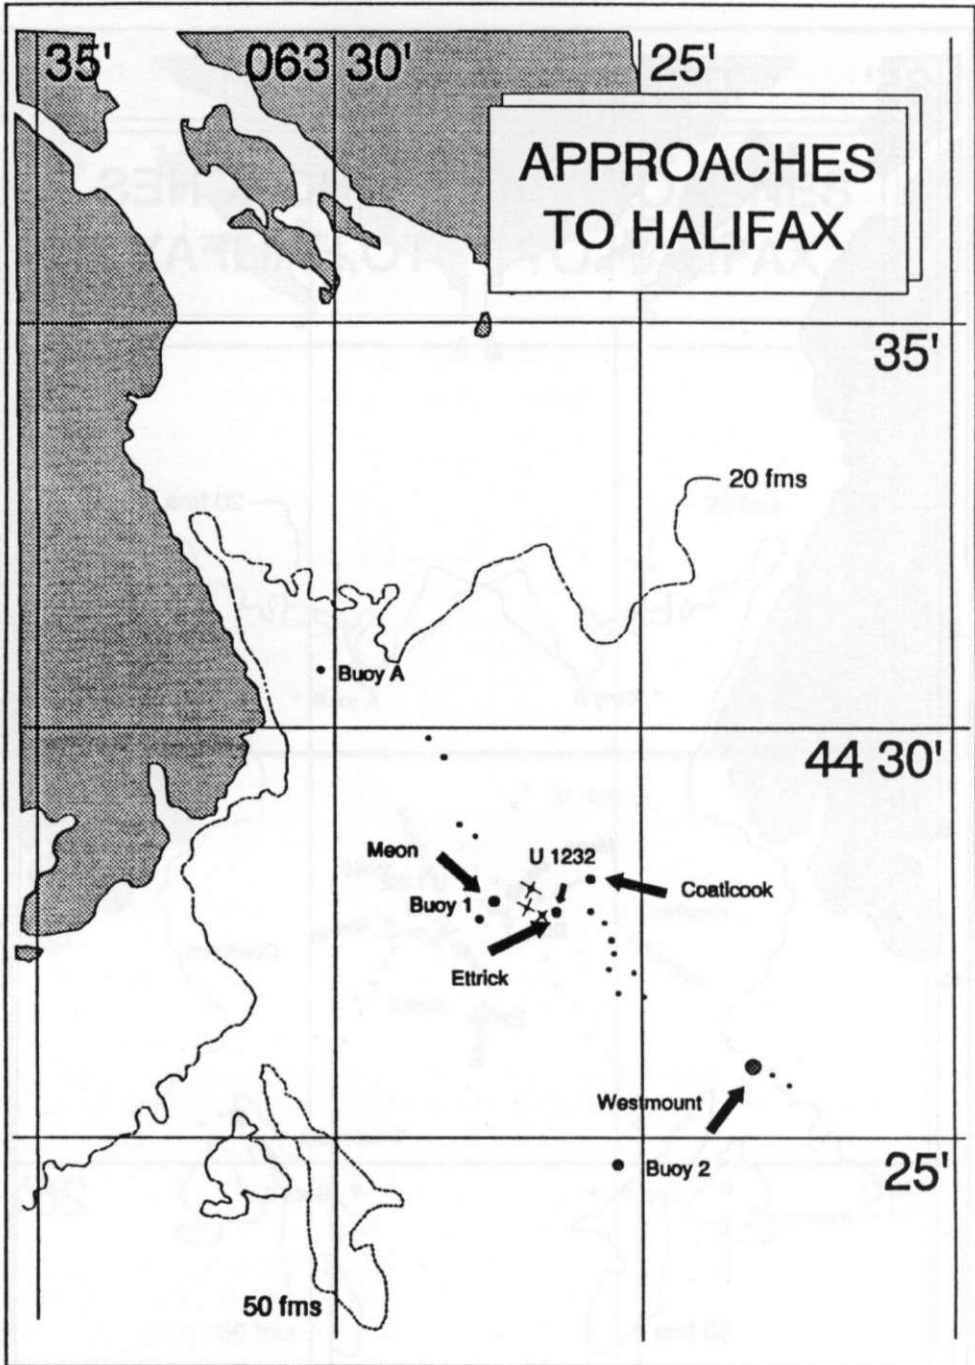 35' 063 30' 25'
APPROACHES
TO HALIFAX
35'
20 fms
Buoy A
44 30'
Meon
U 1232
Coatlcook
Buoy 1
Ettrick
Westmount
Buoy 2
25'
50 fms